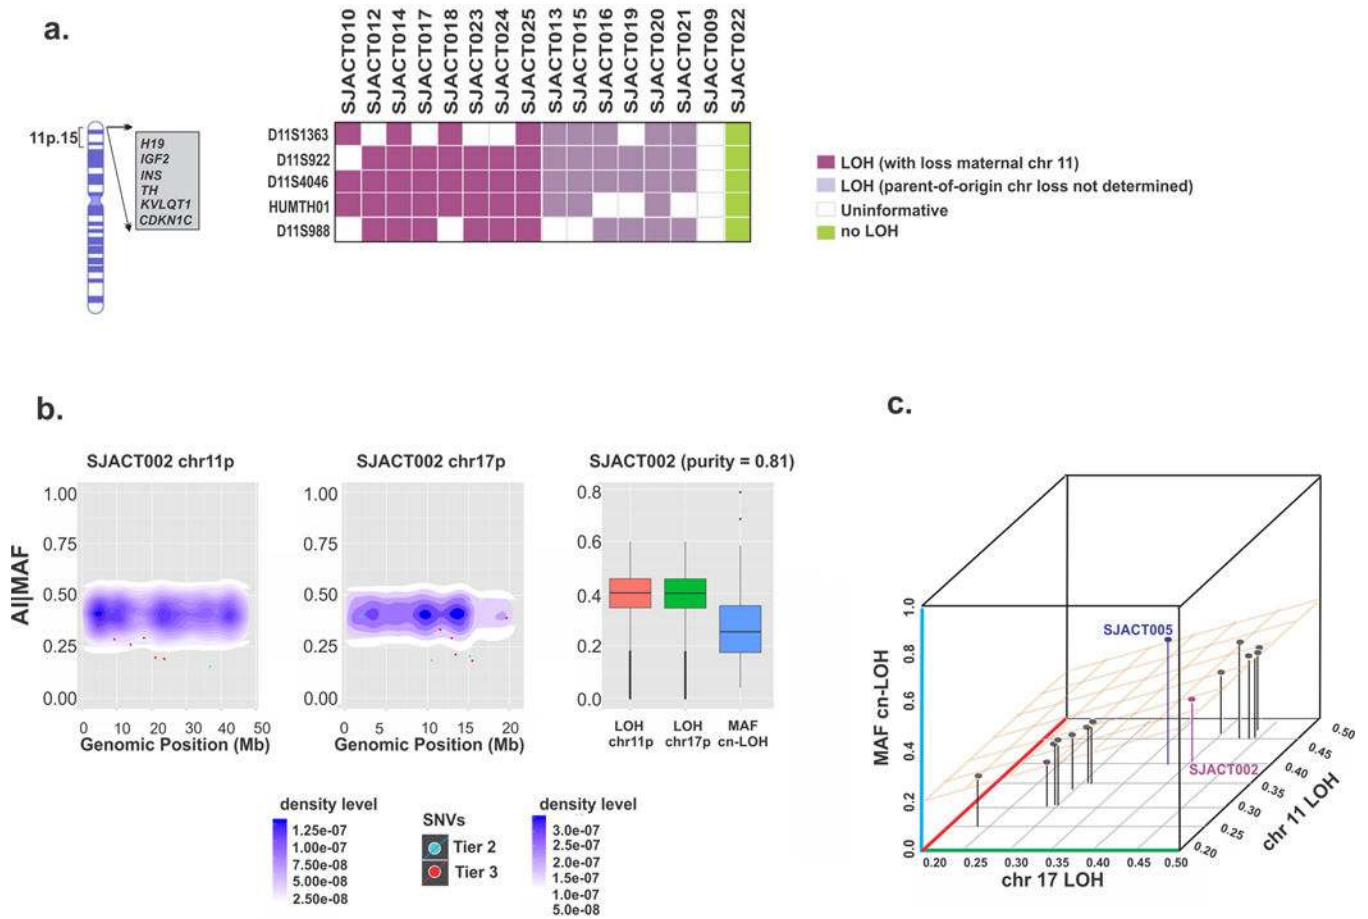 a.
SJACT010
SJACT012
SJACT014
SJACT017
SJACT018
SJACT023
SJACT024
SJACT025
SJACT013
SJACT015
SJACT016
SJACT019
SJACT020
SJACT021
SJACT009
SJACT022
11p.15
H19
IGF2
INS
TH
KVLQT1
CDKN1C
D11S1363
D11S922
D11S4046
HUMTH01
D11S988
LOH (with loss maternal chr 11)
LOH (parent-of-origin chr loss not determined)
Uninformative
no LOH
b.
SJACT002 chr11p
AI|MAF
1.00
0.75
0.50
0.25
0.00
0 10 20 30 40 50
Genomic Position (Mb)
SJACT002 chr17p
1.00
0.75
0.50
0.25
0.00
0 5 10 15 20
Genomic Position (Mb)
SJACT002 (purity = 0.81)
0.8
0.6
0.4
0.2
0.0
LOH chr11p
LOH chr17p
MAF cn-LOH
density level
1.25e-07
1.00e-07
7.50e-08
5.00e-08
2.50e-08
SNVs
Tier 2
Tier 3
density level
3.0e-07
2.5e-07
2.0e-07
1.5e-07
1.0e-07
5.0e-08
c.
MAF cn-LOH
1.0
0.8
0.6
0.4
0.2
0.0
SJACT005
SJACT002
0.20 0.25 0.30 0.35 0.40 0.45 0.50
chr 17 LOH
0.20
0.25
0.30
0.35
0.40
0.45
0.50
chr 11 LOH